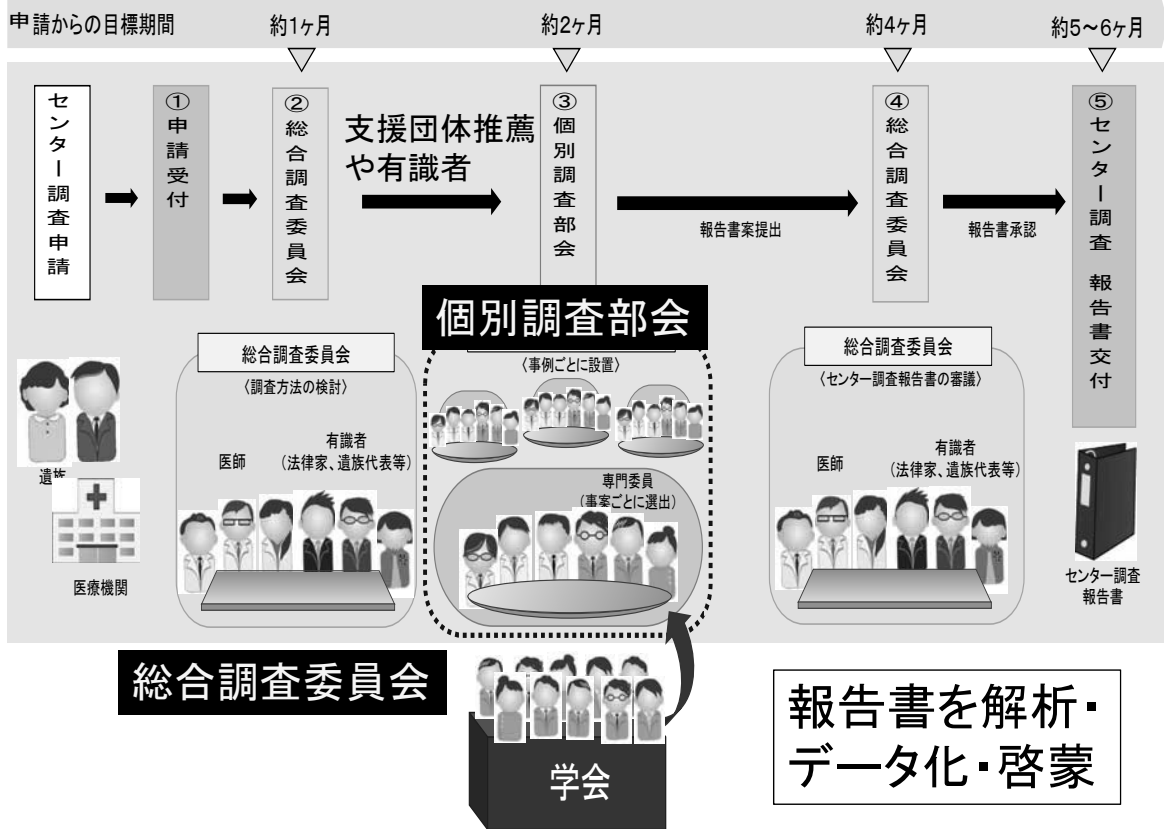 申請からの目標期間
約1ヶ月
約2ヶ月
約4ヶ月
約5～6ヶ月
センター調査申請
①申請受付
②総合調査委員会
支援団体推薦
や有識者
③個別調査部会
報告書案提出
④総合調査委員会
報告書承認
⑤センター調査 報告書交付
個別調査部会
総合調査委員会
〈調査方法の検討〉
医師
有識者
（法律家、遺族代表等）
〈事例ごとに設置〉
専門委員
（事案ごとに選出）
総合調査委員会
〈センター調査報告書の審議〉
医師
有識者
（法律家、遺族代表等）
遺族
医療機関
センター調査
報告書
総合調査委員会
学会
報告書を解析・
データ化・啓蒙